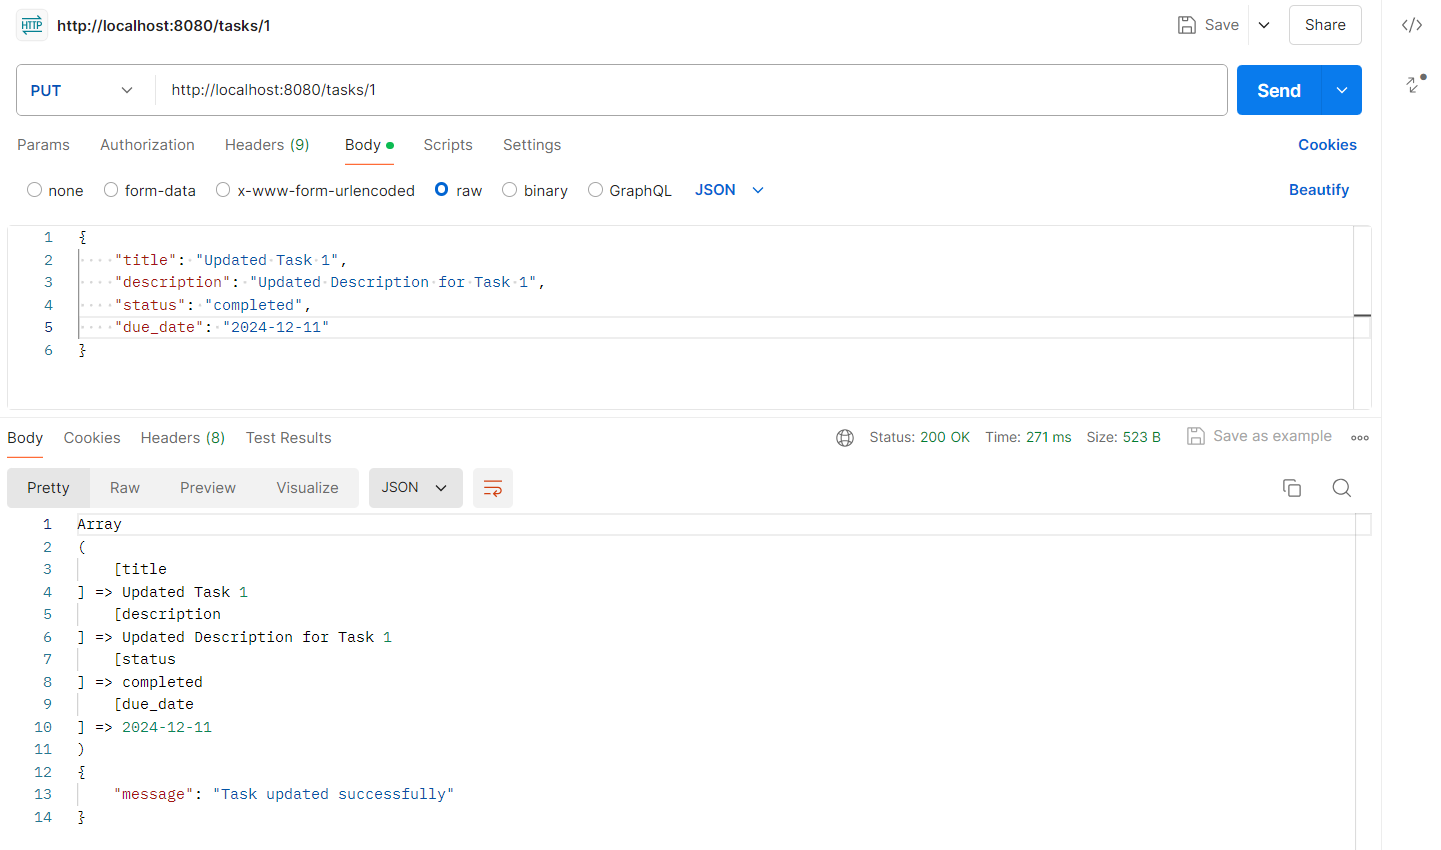 HTTP http://localhost:8080/tasks/1 Save Share </>
PUT http://localhost:8080/tasks/1 Send
Params Authorization Headers (9) Body Scripts Settings Cookies
none form-data x-www-form-urlencoded raw binary GraphQL JSON Beautify
1 {
2 "title": "Updated Task 1",
3 "description": "Updated Description for Task 1",
4 "status": "completed",
5 "due_date": "2024-12-11"
6 }
Body Cookies Headers (8) Test Results Status: 200 OK Time: 271 ms Size: 523 B Save as example
Pretty Raw Preview Visualize JSON
1 Array
2 (
3 [title
4 ] => Updated Task 1
5 [description
6 ] => Updated Description for Task 1
7 [status
8 ] => completed
9 [due_date
10 ] => 2024-12-11
11 )
12 {
13 "message": "Task updated successfully"
14 }